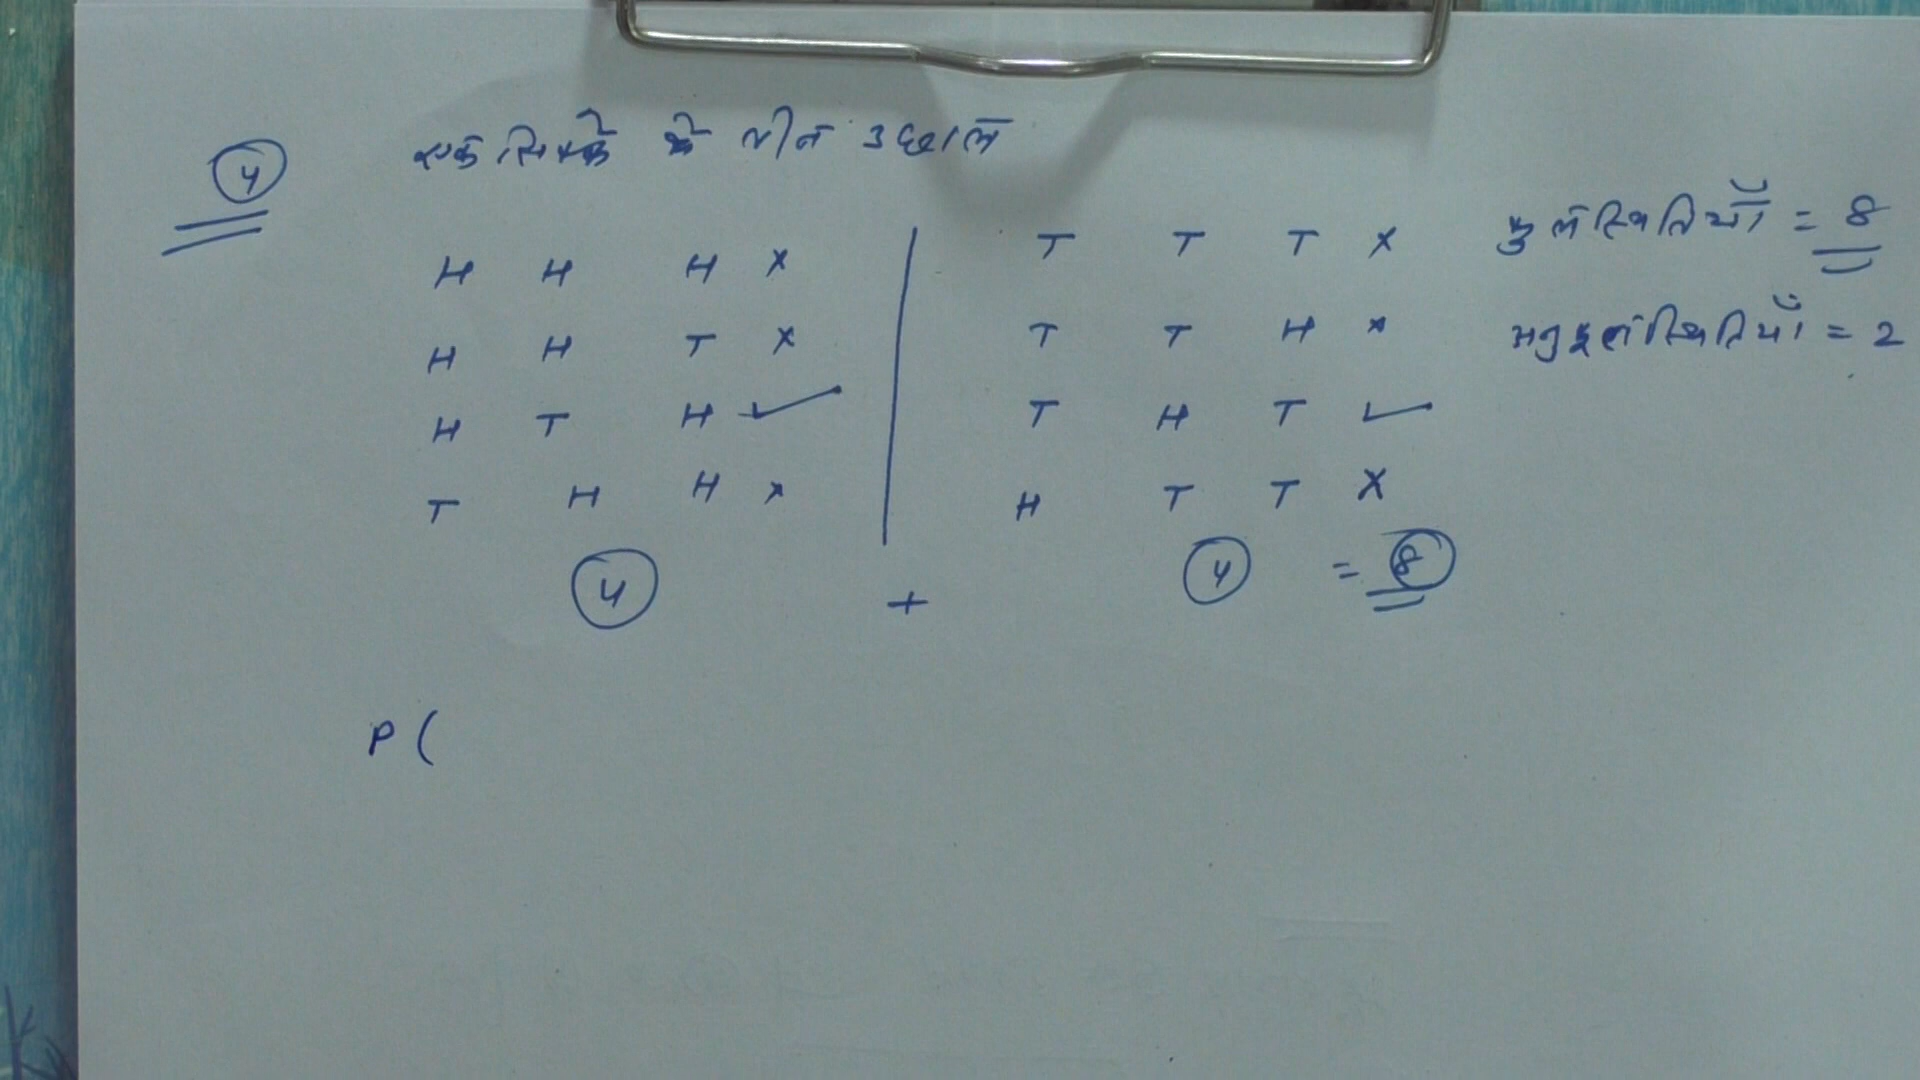 4 एक सिक्के के तीन उछाल
H H H x
H H T x
H T H ✓
T H H x
4
T T T x
T T H x
T H T ✓
H T T x
+ 4 = 8
कुल स्थितियाँ = 8
अनुकूल स्थितियाँ = 2
P (